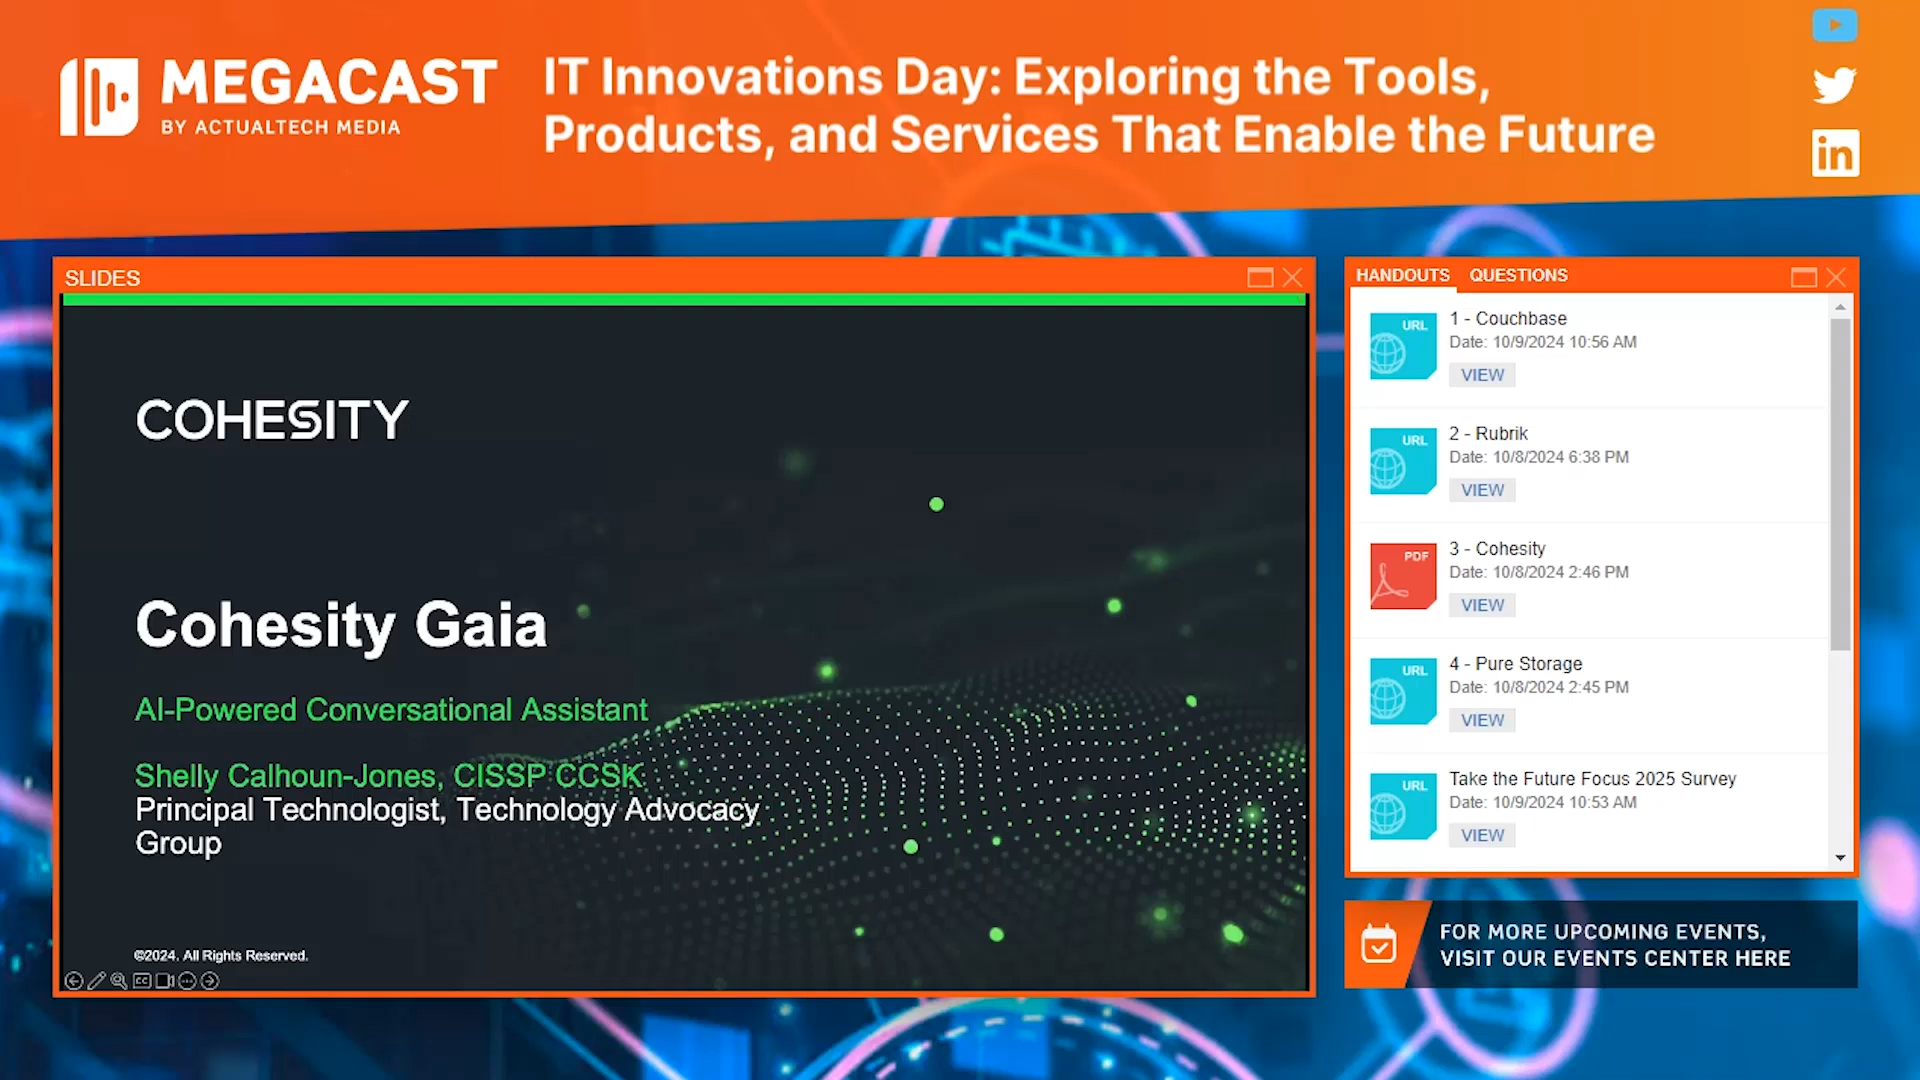 MEGACAST
BY ACTUALTECH MEDIA
IT Innovations Day: Exploring the Tools,
Products, and Services That Enable the Future
in
SLIDES
COHESITY
Cohesity Gaia
AI-Powered Conversational Assistant
Shelly Calhoun-Jones, CISSP CCSK
Principal Technologist, Technology Advocacy
Group
©2024. All Rights Reserved.
CC
HANDOUTS QUESTIONS
URL
1 - Couchbase
Date: 10/9/2024 10:56 AM
VIEW
URL
2 - Rubrik
Date: 10/8/2024 6:38 PM
VIEW
PDF
3 - Cohesity
Date: 10/8/2024 2:46 PM
VIEW
URL
4 - Pure Storage
Date: 10/8/2024 2:45 PM
VIEW
URL
Take the Future Focus 2025 Survey
Date: 10/9/2024 10:53 AM
VIEW
FOR MORE UPCOMING EVENTS,
VISIT OUR EVENTS CENTER HERE